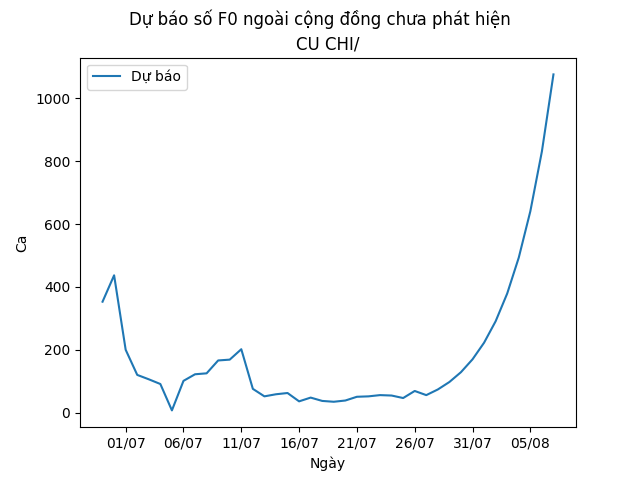 Dự báo số F0 ngoài cộng đồng chưa phát hiện
CU CHI/
Dự báo
1000
800
600
400
200
0
Ca
01/07 06/07 11/07 16/07 21/07 26/07 31/07 05/08
Ngày